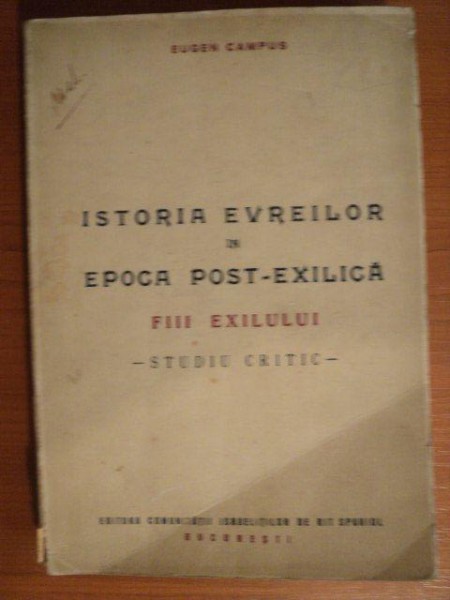 EUGEN CAMPUS
ISTORIA EVREILOR
IN
EPOCA POST-EXILICĂ
FIII EXILULUI
— STUDIU CRITIC —
EDITURA COMUNITĂȚII ISRAELIȚILOR DE RIT SPANIOL
BUCUREȘTI